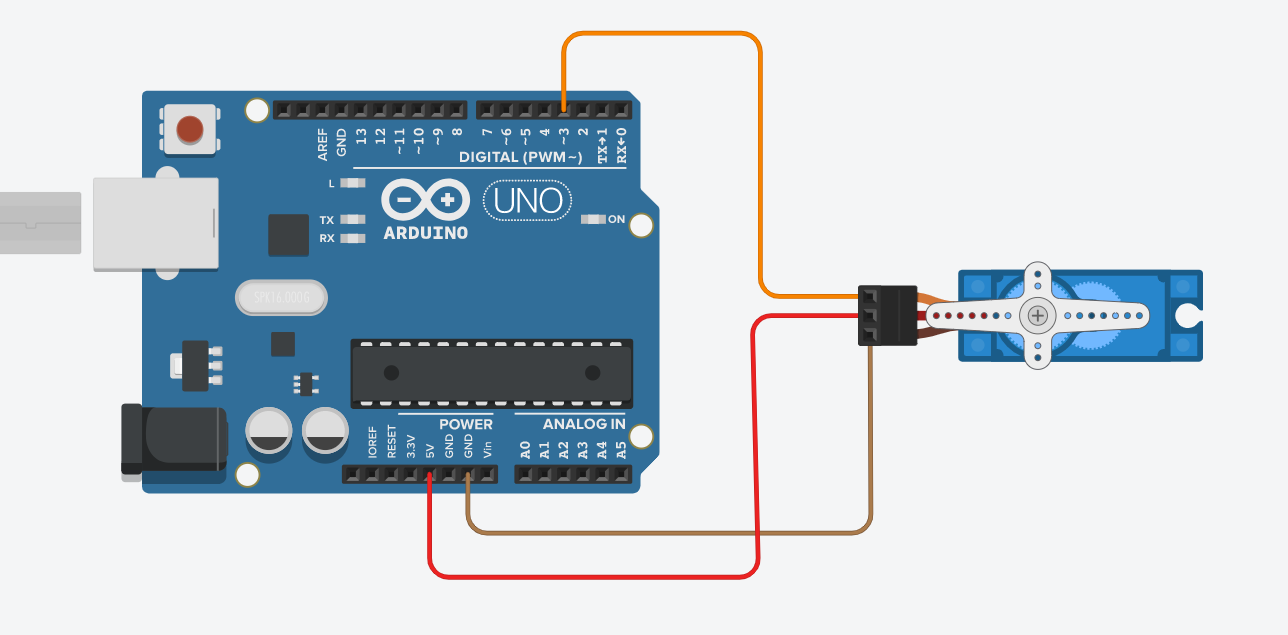 AREF
GND
13
12
~11
~10
~9
8
7
~6
~5
4
~3
2
TX→1
RX←0
DIGITAL (PWM~)
L
TX
RX
UNO
ARDUINO
ON
SPK16.000G
POWER
ANALOG IN
IOREF
RESET
3.3V
5V
GND
GND
Vin
A0
A1
A2
A3
A4
A5